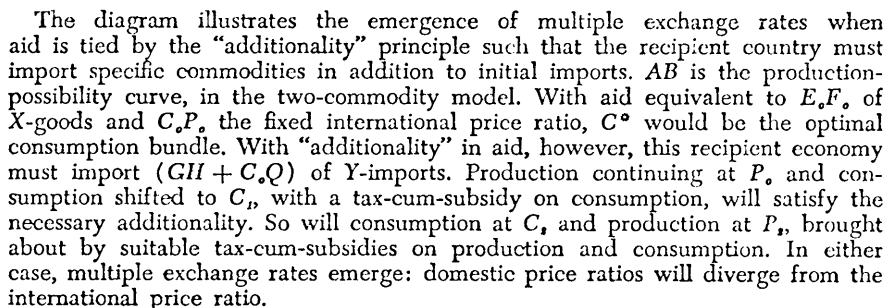 The diagram illustrates the emergence of multiple exchange rates when
aid is tied by the “additionality” principle such that the recipient country must
import specific commodities in addition to initial imports. AB is the production-
possibility curve, in the two-commodity model. With aid equivalent to EₒFₒ of
X-goods and CₒPₒ the fixed international price ratio, C° would be the optimal
consumption bundle. With “additionality” in aid, however, this recipient economy
must import (GH + CₒQ) of Y-imports. Production continuing at Pₒ and con-
sumption shifted to C₁, with a tax-cum-subsidy on consumption, will satisfy the
necessary additionality. So will consumption at C₂ and production at P₂, brought
about by suitable tax-cum-subsidies on production and consumption. In either
case, multiple exchange rates emerge: domestic price ratios will diverge from the
international price ratio.